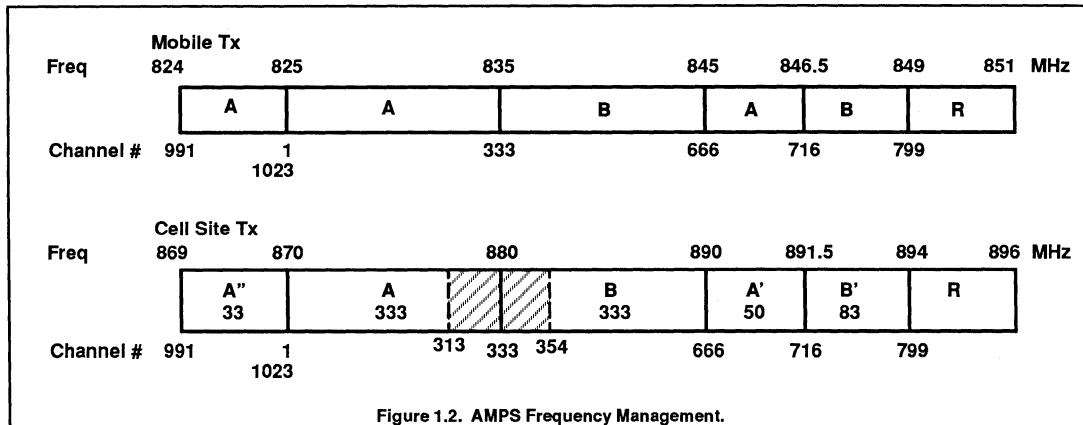 Mobile Tx
Freq 824 825 835 845 846.5 849 851 MHz
A A B A B R
Channel # 991 1 333 666 716 799
1023
Cell Site Tx
Freq 869 870 880 890 891.5 894 896 MHz
A" A B A' B' R
33 333 333 50 83
Channel # 991 1 313 333 354 666 716 799
1023
Figure 1.2. AMPS Frequency Management.